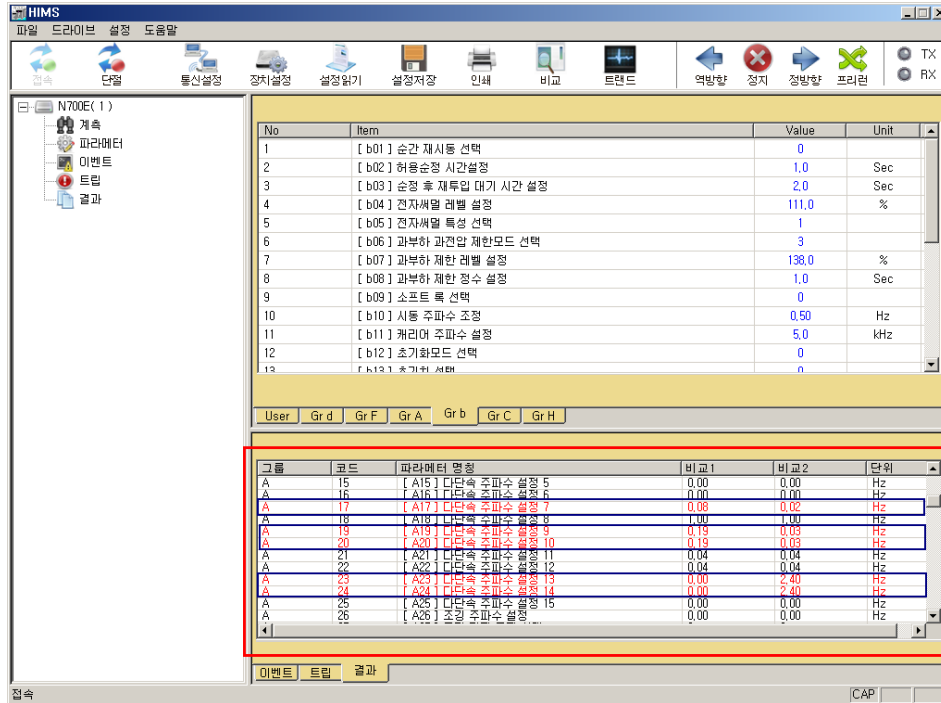 HIMS
파일 드라이브 설정 도움말
접속 단절 통신설정 장치설정 설정읽기 설정저장 인쇄 비교 트랜드 역방향 정지 정방향 프리런
TX
RX
N700E( 1 )
계측
파라메터
이벤트
트립
결과
No Item Value Unit
1 [ b01 ] 순간 재시동 선택 0
2 [ b02 ] 허용순정 시간설정 1,0 Sec
3 [ b03 ] 순정 후 재투입 대기 시간 설정 2,0 Sec
4 [ b04 ] 전자써멀 레벨 설정 111,0 %
5 [ b05 ] 전자써멀 특성 선택 1
6 [ b06 ] 과부하 과전압 제한모드 선택 3
7 [ b07 ] 과부하 제한 레벨 설정 138,0 %
8 [ b08 ] 과부하 제한 정수 설정 1,0 Sec
9 [ b09 ] 소프트 록 선택 0
10 [ b10 ] 시동 주파수 조정 0,50 Hz
11 [ b11 ] 캐리어 주파수 설정 5,0 kHz
12 [ b12 ] 초기화모드 선택 0
13 [ b13 ] 초기치 선택 0
User Gr d Gr F Gr A Gr b Gr C Gr H
그룹 코드 파라메터 명칭 비교1 비교2 단위
A 15 [ A15 ] 다단속 주파수 설정 5 0,00 0,00 Hz
A 16 [ A16 ] 다단속 주파수 설정 6 0,00 0,00 Hz
A 17 [ A17 ] 다단속 주파수 설정 7 0,08 0,02 Hz
A 18 [ A18 ] 다단속 주파수 설정 8 1,00 1,00 Hz
A 19 [ A19 ] 다단속 주파수 설정 9 0,19 0,03 Hz
A 20 [ A20 ] 다단속 주파수 설정 10 0,19 0,03 Hz
A 21 [ A21 ] 다단속 주파수 설정 11 0,04 0,04 Hz
A 22 [ A22 ] 다단속 주파수 설정 12 0,04 0,04 Hz
A 23 [ A23 ] 다단속 주파수 설정 13 0,00 2,40 Hz
A 24 [ A24 ] 다단속 주파수 설정 14 0,00 2,40 Hz
A 25 [ A25 ] 다단속 주파수 설정 15 0,00 0,00 Hz
A 26 [ A26 ] 조깅 주파수 설정 0,00 0,00 Hz
이벤트 트립 결과
접속 CAP